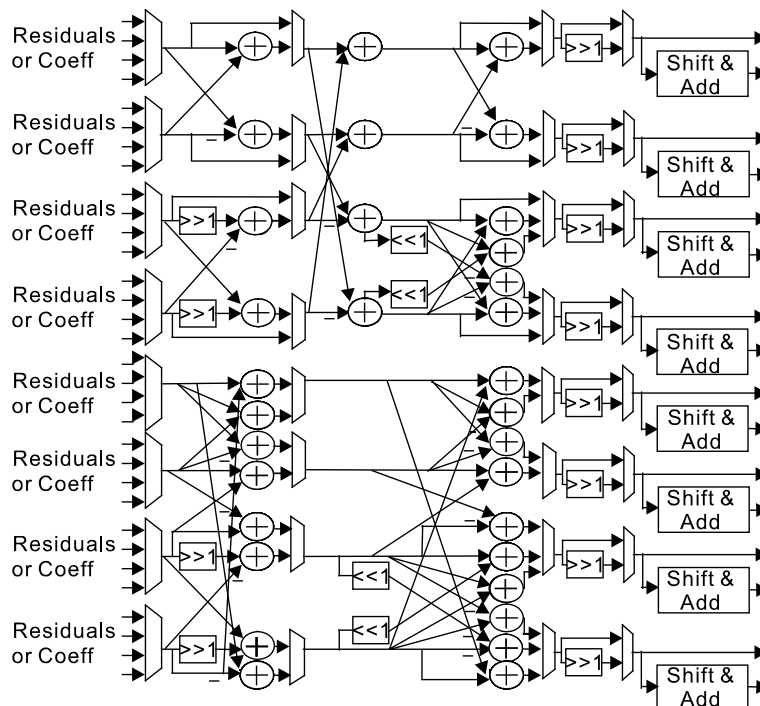 Residuals
or Coeff
>>1
Shift &
Add
Residuals
or Coeff
>>1
Shift &
Add
Residuals
or Coeff
>>1
<<1
>>1
Shift &
Add
Residuals
or Coeff
>>1
<<1
>>1
Shift &
Add
Residuals
or Coeff
>>1
Shift &
Add
Residuals
or Coeff
>>1
Shift &
Add
Residuals
or Coeff
>>1
<<1
>>1
Shift &
Add
Residuals
or Coeff
>>1
<<1
>>1
Shift &
Add